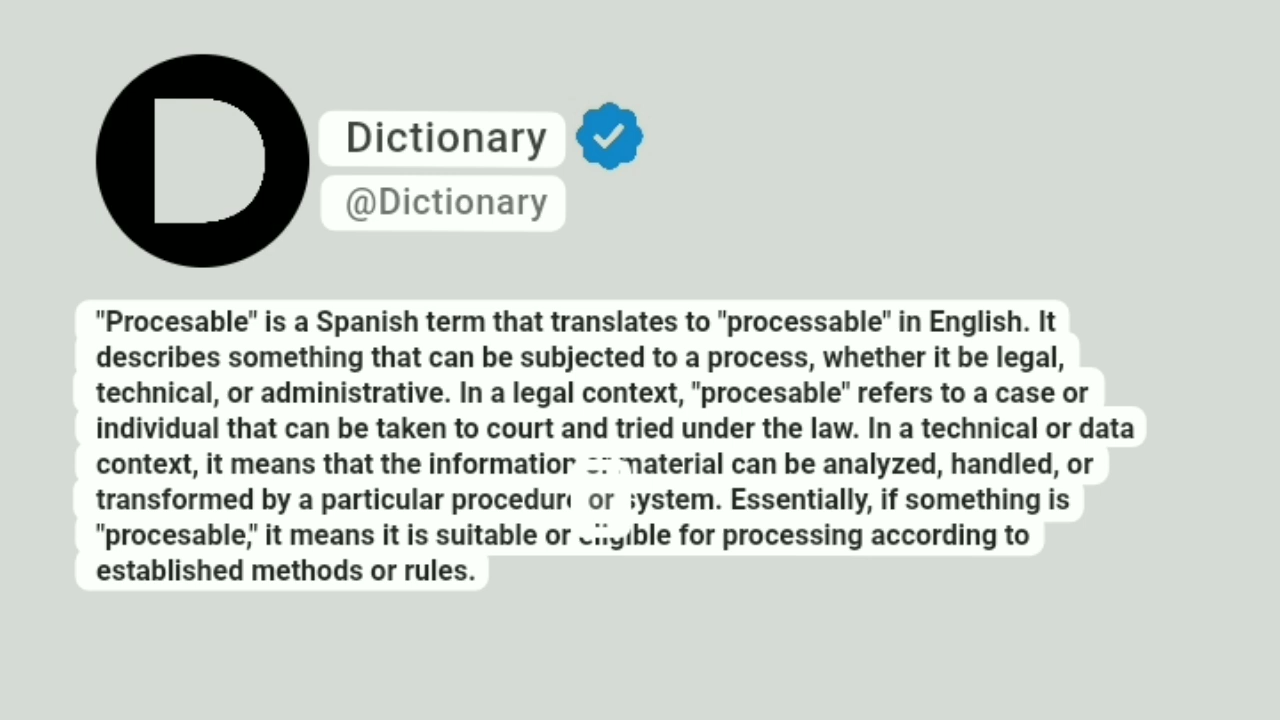 D
Dictionary
@Dictionary
"Procesable" is a Spanish term that translates to "processable" in English. It
describes something that can be subjected to a process, whether it be legal,
technical, or administrative. In a legal context, "procesable" refers to a case or
individual that can be taken to court and tried under the law. In a technical or data
context, it means that the information material can be analyzed, handled, or
transformed by a particular procedure or system. Essentially, if something is
"procesable," it means it is suitable or eligible for processing according to
established methods or rules.